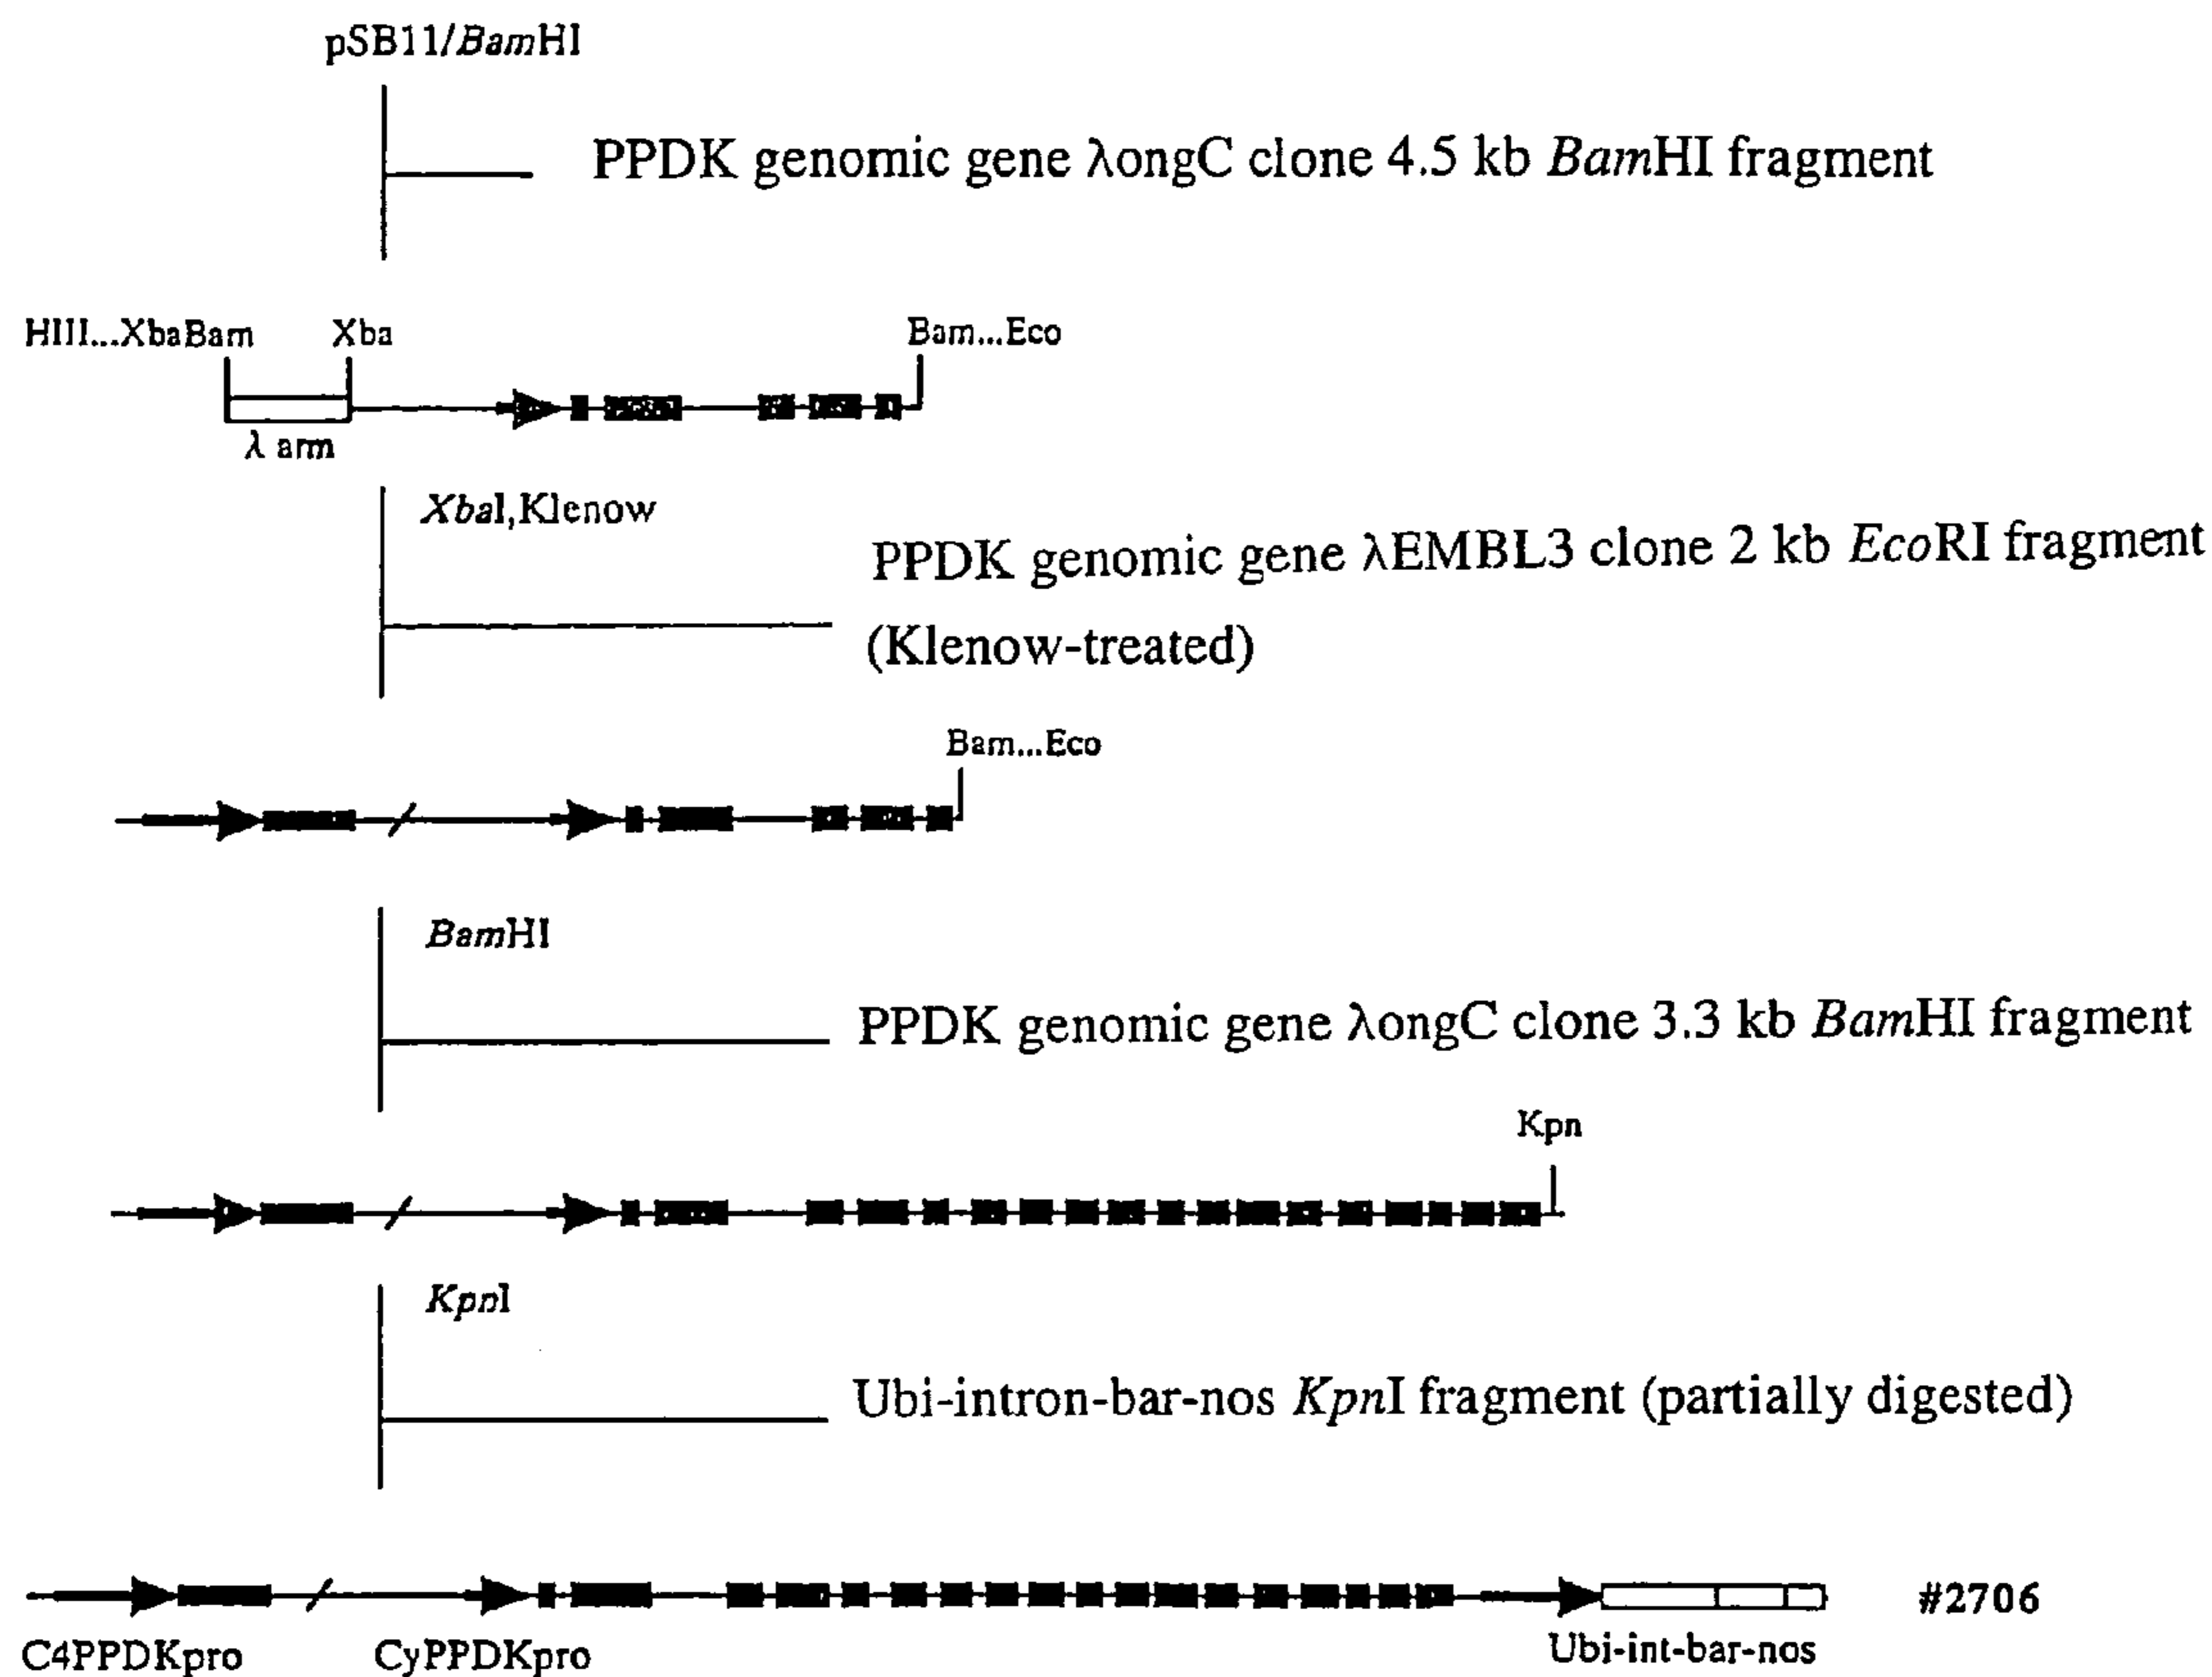 pSB11/BamHI
PPDK genomic gene λongC clone 4.5 kb BamHI fragment
HIII...XbaBam Xba Bam...Eco
λ arm
XbaI,Klenow
PPDK genomic gene λEMBL3 clone 2 kb EcoRI fragment
(Klenow-treated)
Bam...Eco
BamHI
PPDK genomic gene λongC clone 3.3 kb BamHI fragment
Kpn
KpnI
Ubi-intron-bar-nos KpnI fragment (partially digested)
#2706
C4PPDKpro CyPPDKpro Ubi-int-bar-nos